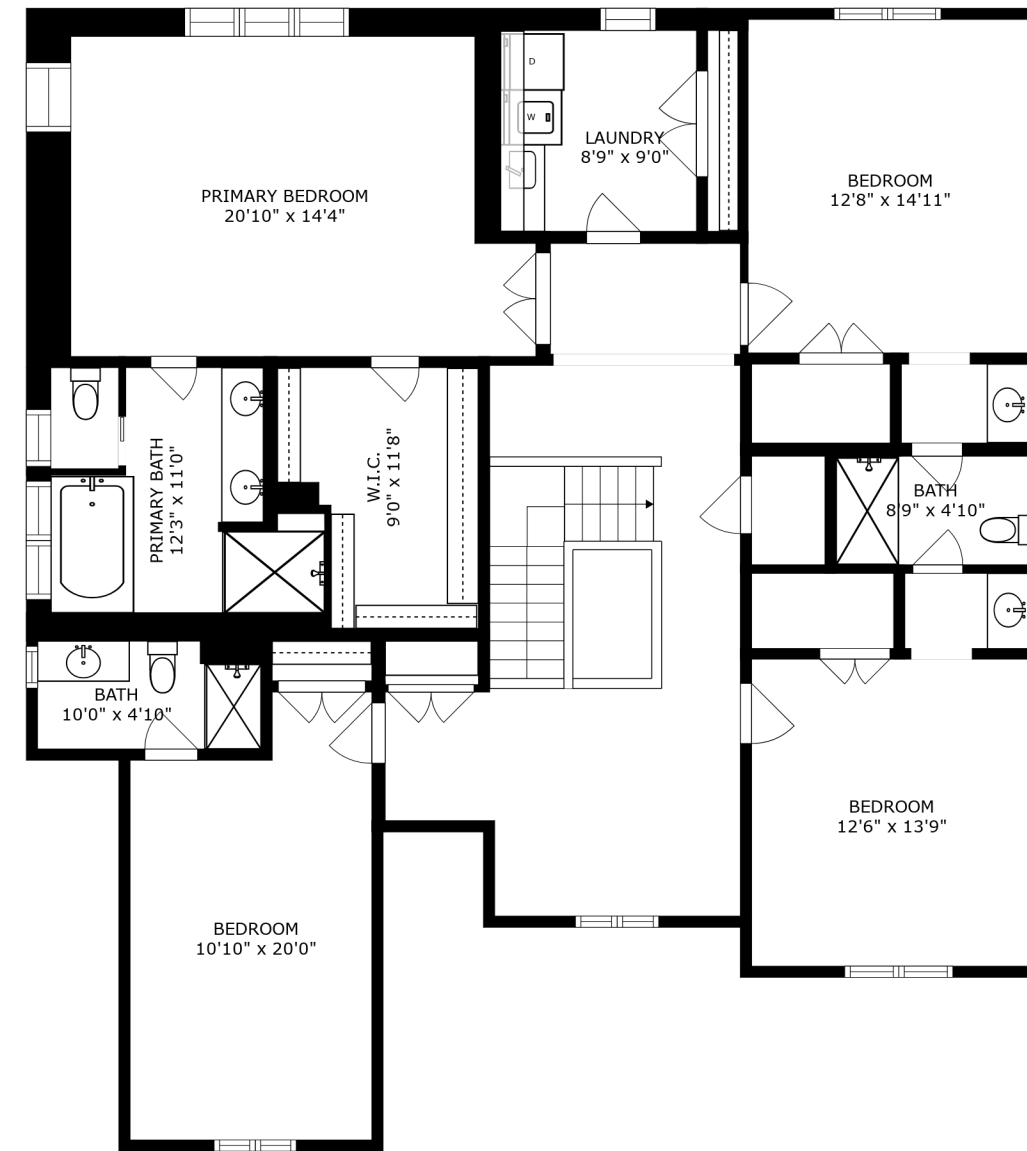 D
W
LAUNDRY
8'9" x 9'0"
PRIMARY BEDROOM
20'10" x 14'4"
BEDROOM
12'8" x 14'11"
PRIMARY BATH
12'3" x 11'0"
W.I.C.
9'0" x 11'8"
BATH
8'9" x 4'10"
BATH
10'0" x 4'10"
BEDROOM
12'6" x 13'9"
BEDROOM
10'10" x 20'0"